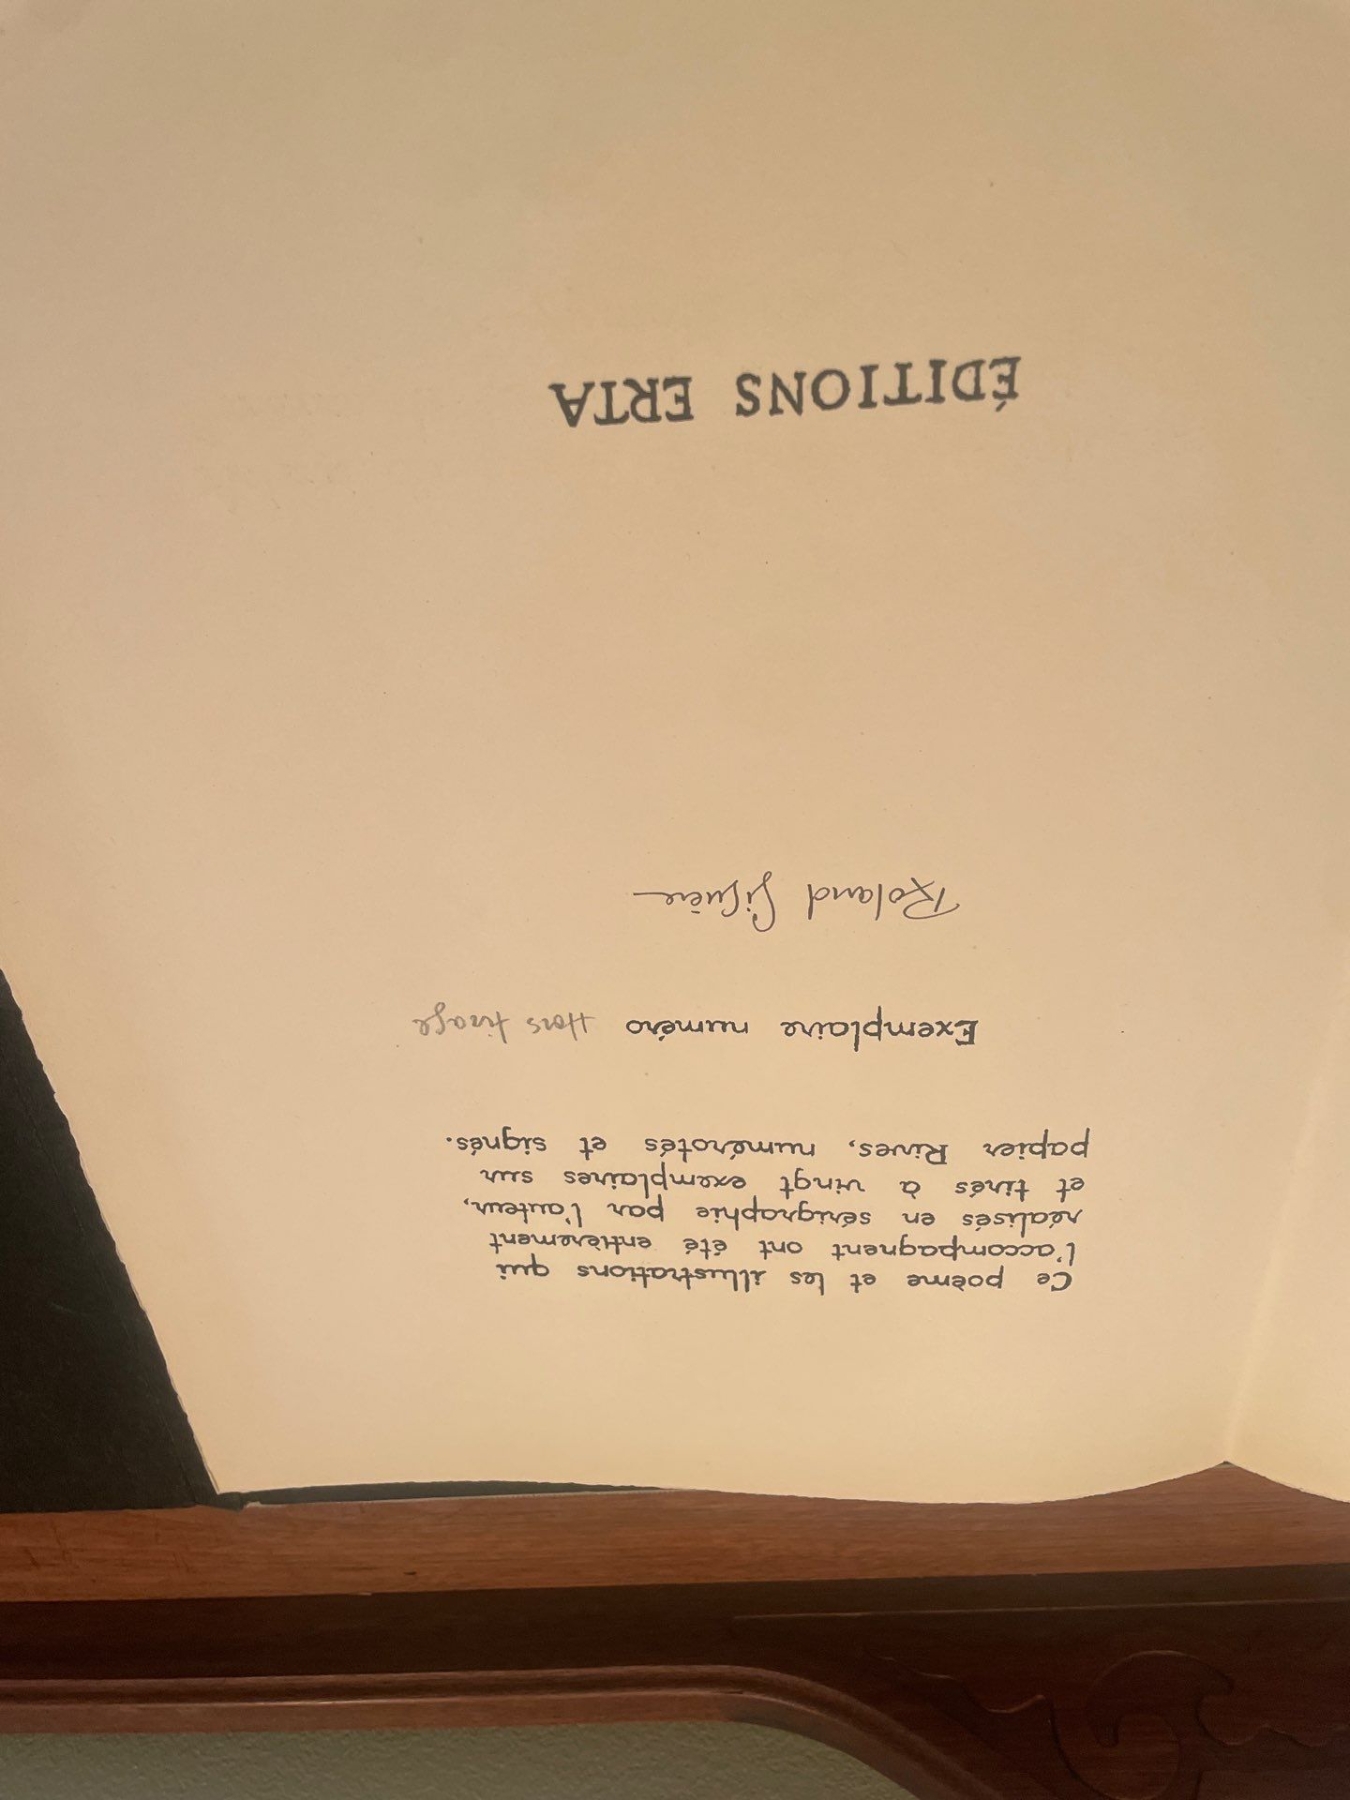 Ce poème et les illustrations qui
l'accompagnent ont été entièrement
réalisés en sérigraphie par l'auteur,
et tirés à vingt exemplaires sur
papier Rives, numérotés et signés.
Exemplaire numéro Hors tirage
Roland Giguère
ÉDITIONS ERTA